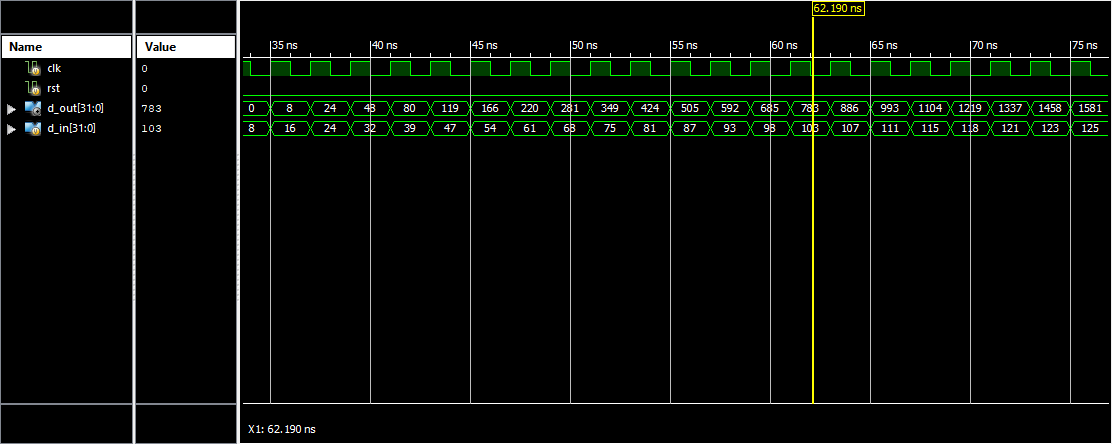 62.190 ns
Name Value 35 ns 40 ns 45 ns 50 ns 55 ns 60 ns 65 ns 70 ns 75 ns
clk 0
rst 0
d_out[31:0] 783 0 8 24 48 80 119 166 220 281 349 424 505 592 685 783 886 993 1104 1219 1337 1458 1581
d_in[31:0] 103 8 16 24 32 39 47 54 61 68 75 81 87 93 98 103 107 111 115 118 121 123 125
X1: 62.190 ns